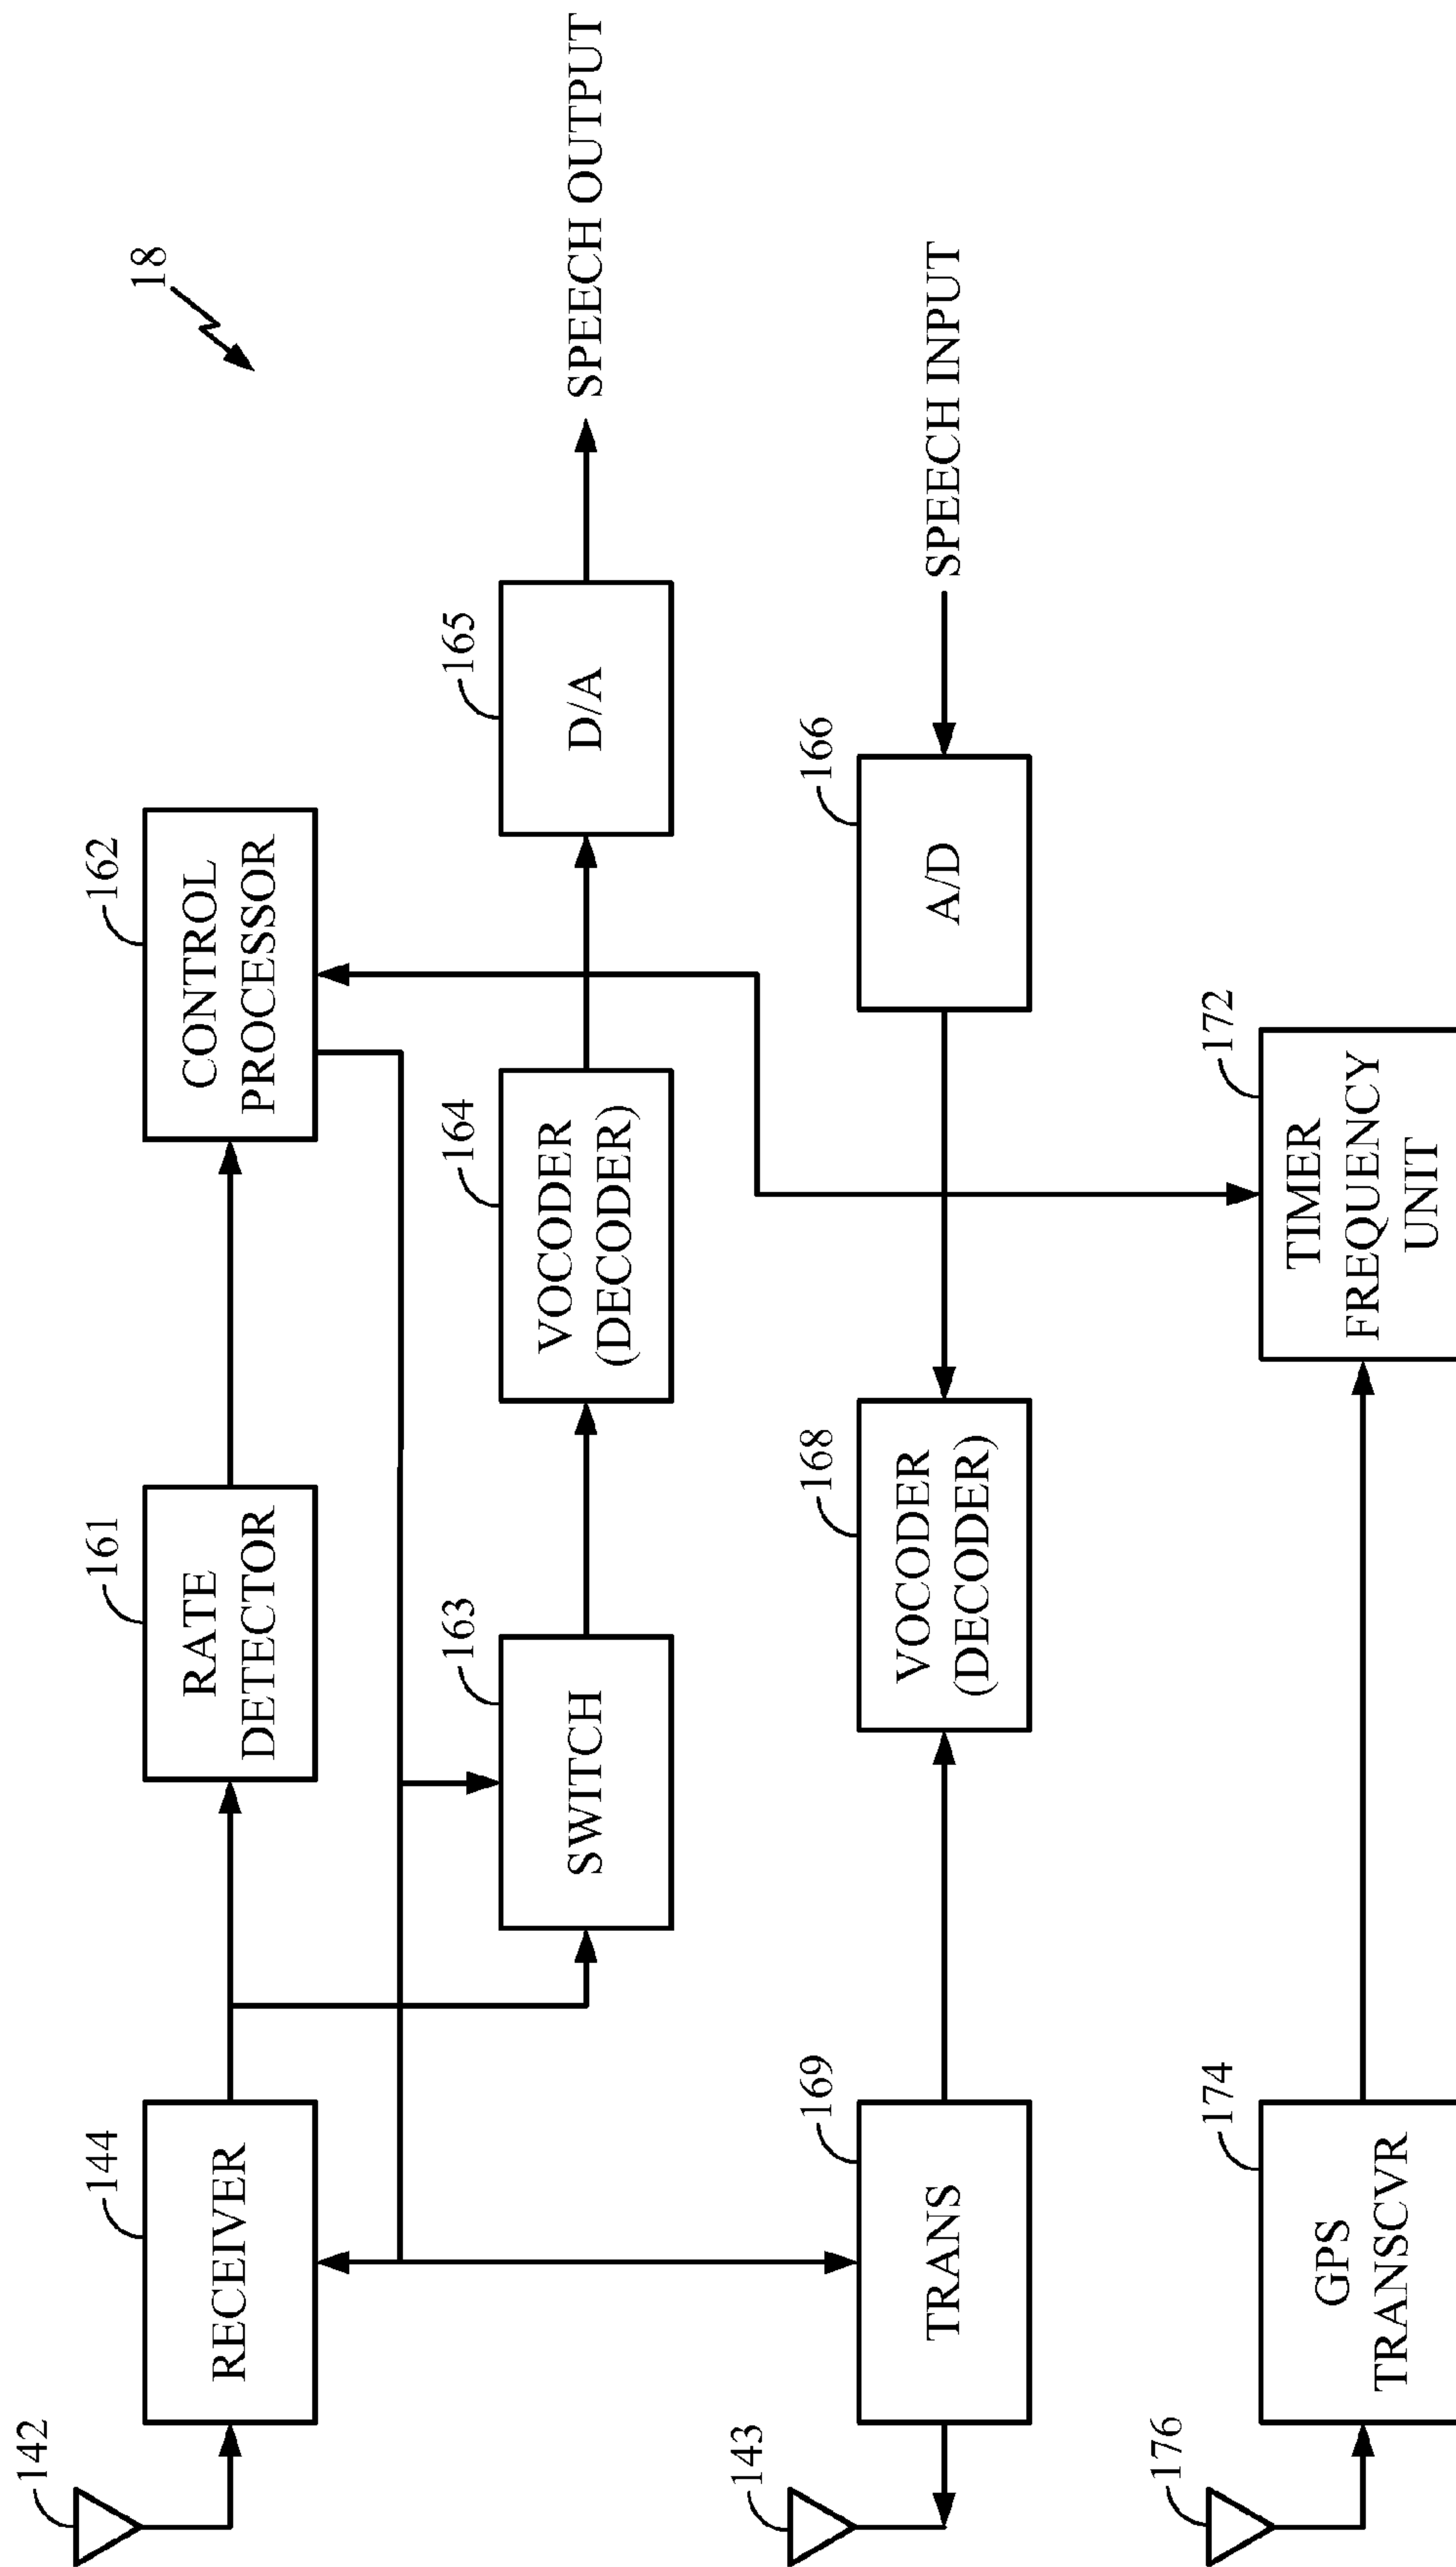 18
142
144
RECEIVER
161
RATE
DETECTOR
162
CONTROL
PROCESSOR
163
SWITCH
164
VOCODER
(DECODER)
165
D/A
SPEECH OUTPUT
143
169
TRANS
168
VOCODER
(DECODER)
166
A/D
SPEECH INPUT
176
174
GPS
TRANSCVR
172
TIMER
FREQUENCY
UNIT